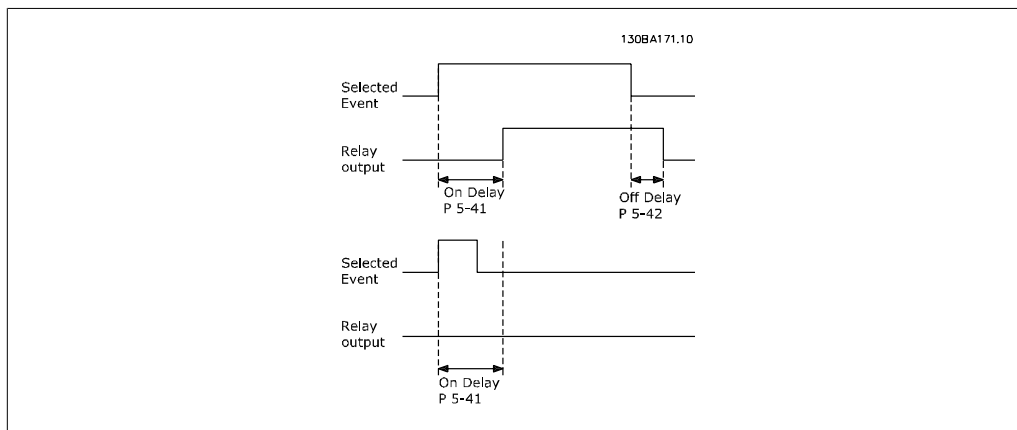 130BA171.10
Selected
Event
Relay
output
On Delay
P 5-41
Off Delay
P 5-42
Selected
Event
Relay
output
On Delay
P 5-41